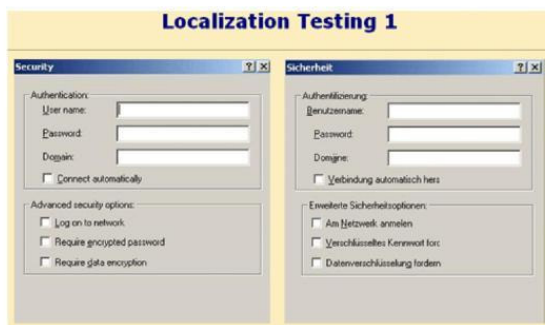 Localization Testing 1
Security ? X
Authentication:
User name:
Password:
Domain:
Connect automatically
Advanced security options:
Log on to network
Require encrypted password
Require data encryption
Sicherheit ? X
Authentifizierung:
Benutzername:
Password:
Domäne:
Verbindung automatisch hers
Erweiterte Sicherheitsoptionen:
Am Netzwerk anmelen
Verschlüsseltes Kennwort forc
Datenverschlüsselung fordern